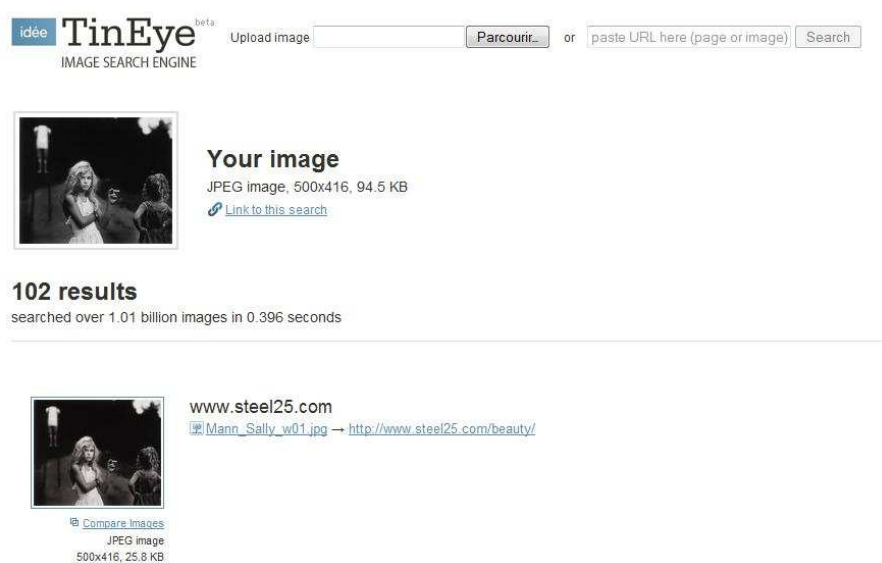 idée TinEye beta
IMAGE SEARCH ENGINE
Upload image Parcourir... or paste URL here (page or image) Search
Your image
JPEG image, 500x416, 94.5 KB
Link to this search
102 results
searched over 1.01 billion images in 0.396 seconds
www.steel25.com
Mann_Sally_w01.jpg → http://www.steel25.com/beauty/
Compare Images
JPEG image
500x416, 25.8 KB